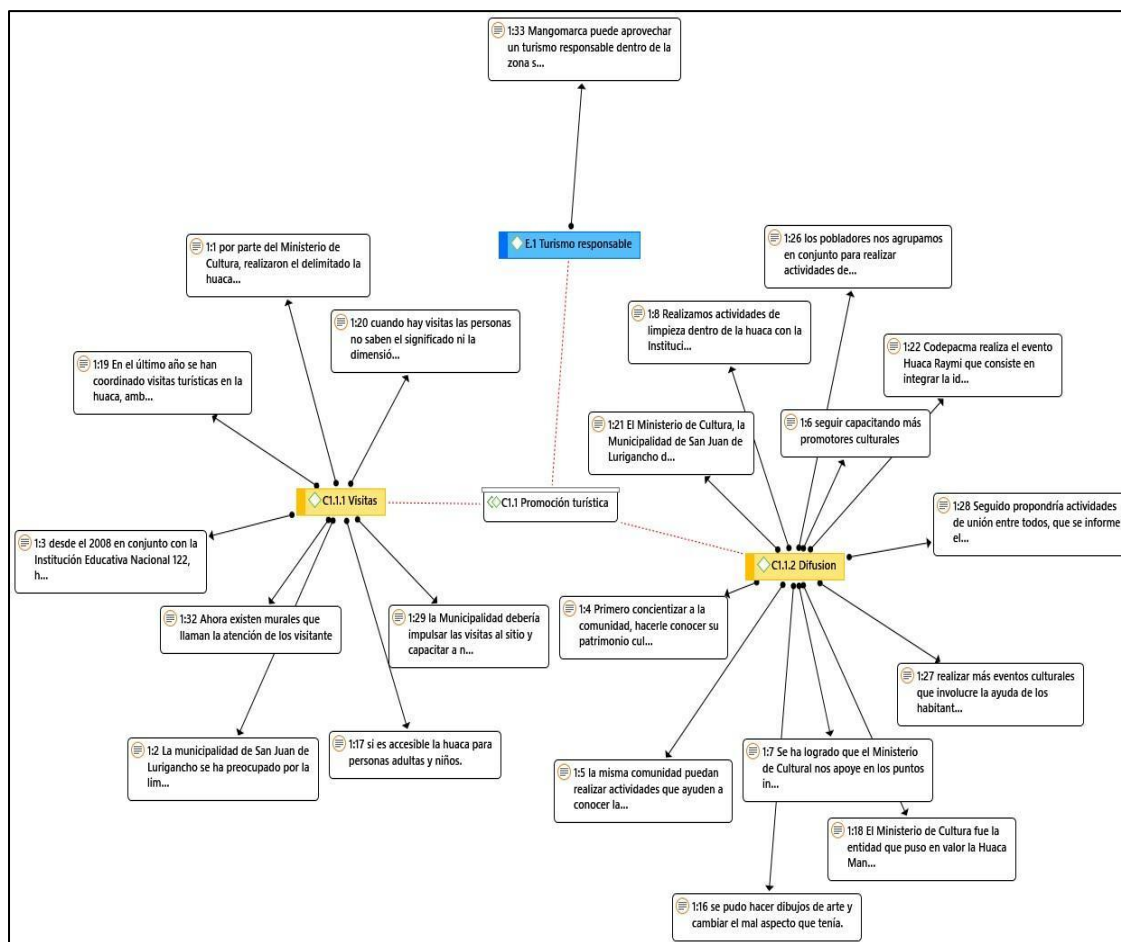 1:33 Mangomarca puede aprovechar
un turismo responsable dentro de la
zona s...
E.1 Turismo responsable
1:1 por parte del Ministerio de
Cultura, realizaron el delimitado la
huaca...
1:26 los pobladores nos agrupamos
en conjunto para realizar
actividades de...
1:20 cuando hay visitas las personas
no saben el significado ni la
dimensió...
1:8 Realizamos actividades de
limpieza dentro de la huaca con la
Instituci...
1:19 En el último año se han
coordinado visitas turísticas en la
huaca, amb...
1:22 Codepacma realiza el evento
Huaca Raymi que consiste en
integrar la id...
1:21 El Ministerio de Cultura, la
Municipalidad de San Juan de
Lurigancho d...
1:6 seguir capacitando más
promotores culturales
C1.1.1 Visitas
C1.1 Promoción turística
1:28 Seguido propondría actividades
de unión entre todos, que se informe
el...
1:3 desde el 2008 en conjunto con la
Institución Educativa Nacional 122,
h...
C1.1.2 Difusion
1:32 Ahora existen murales que
llaman la atención de los visitante
1:29 la Municipalidad debería
impulsar las visitas al sitio y
capacitar a n...
1:4 Primero concientizar a la
comunidad, hacerle conocer su
patrimonio cul...
1:27 realizar más eventos culturales
que involucre la ayuda de los
habitant...
1:2 La municipalidad de San Juan de
Lurigancho se ha preocupado por la
lim...
1:17 si es accesible la huaca para
personas adultas y niños.
1:5 la misma comunidad puedan
realizar actividades que ayuden a
conocer la...
1:7 Se ha logrado que el Ministerio
de Cultural nos apoye en los puntos
in...
1:18 El Ministerio de Cultura fue la
entidad que puso en valor la Huaca
Man...
1:16 se pudo hacer dibujos de arte y
cambiar el mal aspecto que tenía.